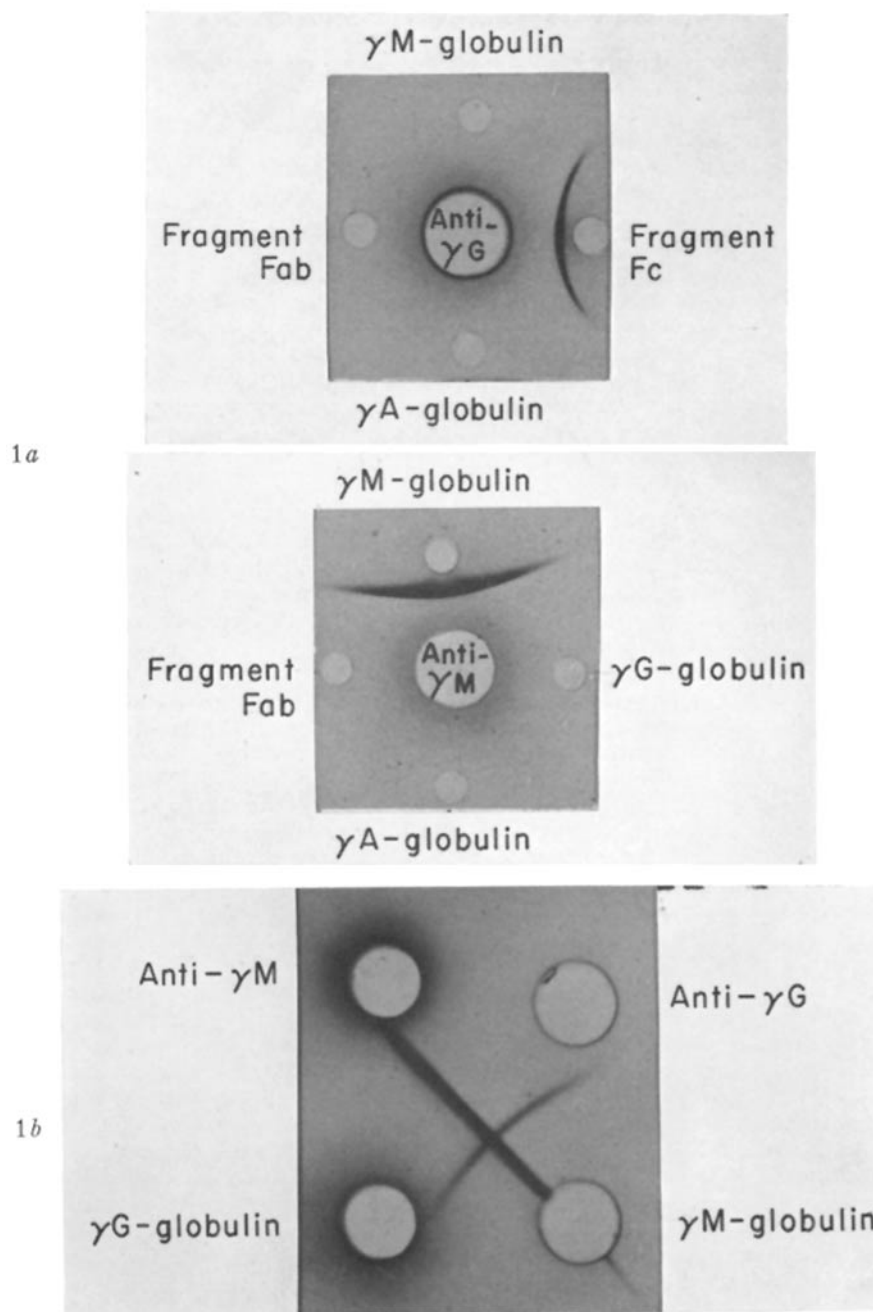 γM-globulin
Anti-
γG
Fragment
Fab
Fragment
Fc
γA-globulin
1a
γM-globulin
Anti-
γM
Fragment
Fab
γG-globulin
γA-globulin
Anti-γM
Anti-γG
1b
γG-globulin
γM-globulin